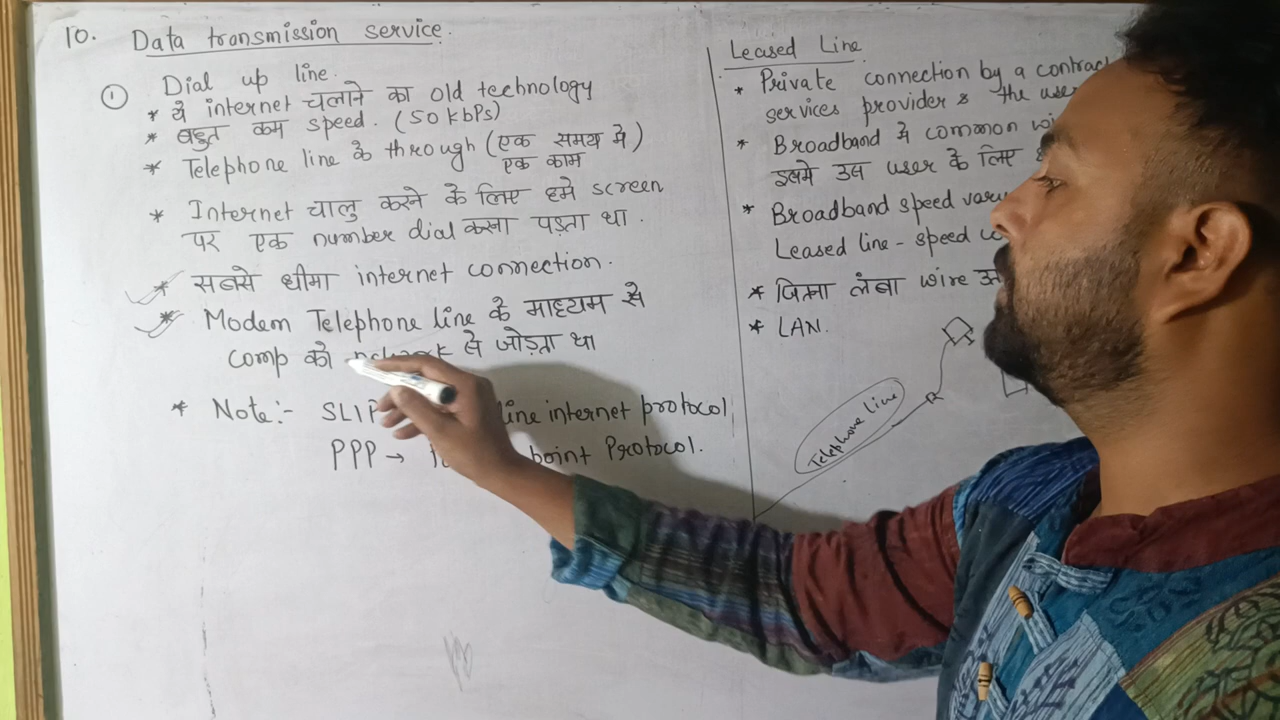 10. Data transmission service.
① Dial up line.
* ये internet चलाने का old technology
* बहुत कम speed. (50 kbPs)
* Telephone line के through (एक समय मे)
एक काम
* Internet चालु करने के लिए हमे screen
पर एक number dial करना पड़ता था.
* सबसे धीमा internet connection.
* Modem Telephone line के माध्यम से
Comp को से जोड़ता था
* Note:- SLIP line internet protocol
PPP → point Protocol.
Leased Line
* Private connection by a contract
services provider & the user
* Broadband मे common
इसमे उस user के लिए
* Broadband speed vary
Leased line - speed
* जितना लंबा wire
* LAN.
Telephone line